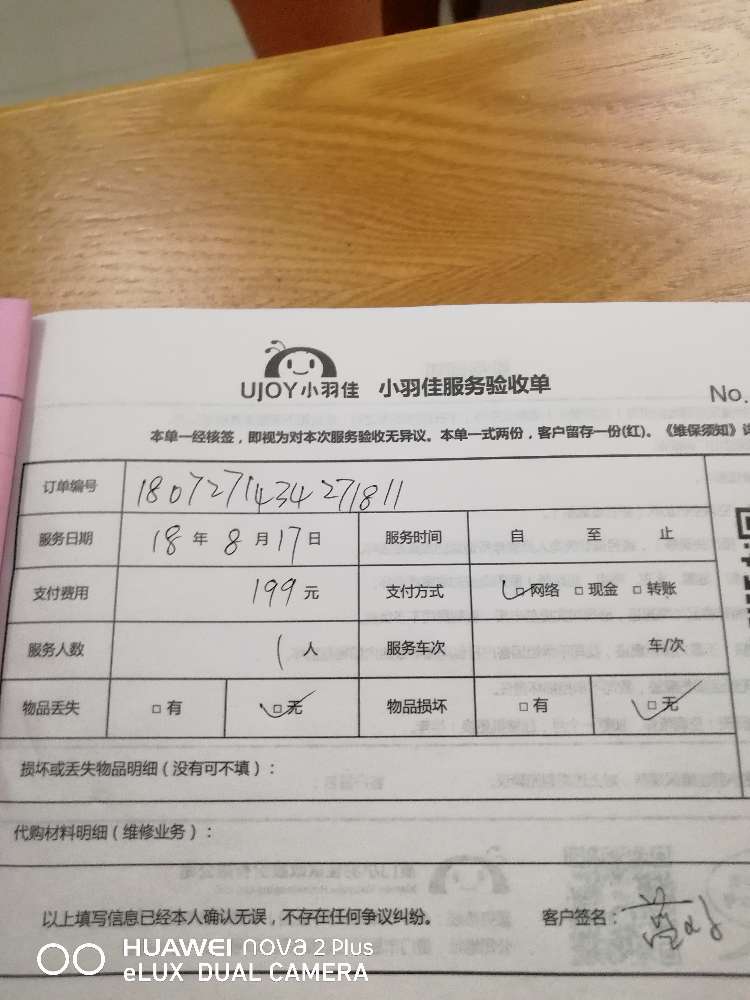 UJOY小羽佳 小羽佳服务验收单
No.
本单一经核签，即视为对本次服务验收无异议。本单一式两份，客户留存一份(红)。《维保须知》
订单编号 1807271434271811
服务日期 18 年 8 月 17 日 服务时间 自 至 止
支付费用 199 元 支付方式 □ 网络 □ 现金 □ 转账
服务人数 1 人 服务车次 车/次
物品丢失 □ 有 □ 无 物品损坏 □ 有 □ 无
损坏或丢失物品明细（没有可不填）：
代购材料明细（维修业务）：
以上填写信息已经本人确认无误，不存在任何争议纠纷。 客户签名：
HUAWEI nova 2 Plus
eLUX DUAL CAMERA